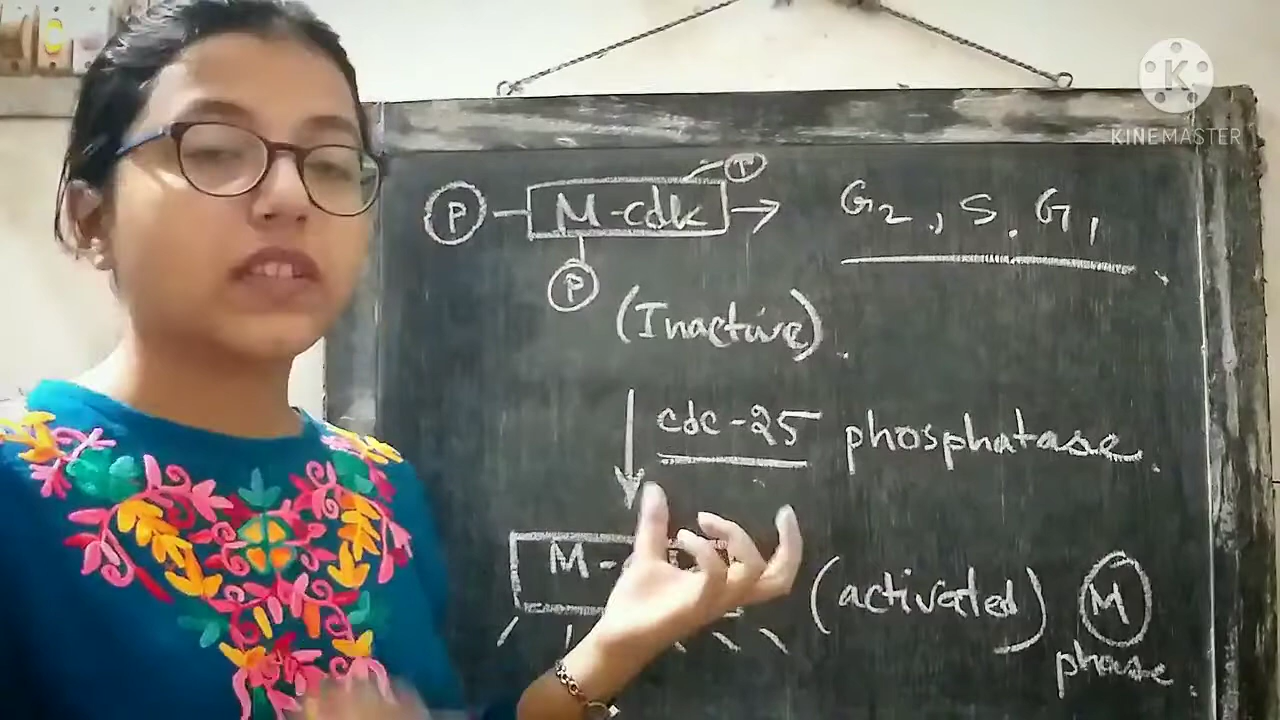 P M-cdk P → G2, S, G1
P
(Inactive).
cdc-25 phosphatase.
M- (activated) M
phase.
K
KINEMASTER